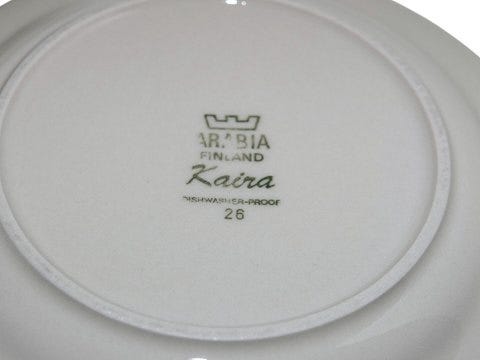 ARABIA
FINLAND
Kaira
DISHWASHER-PROOF
26